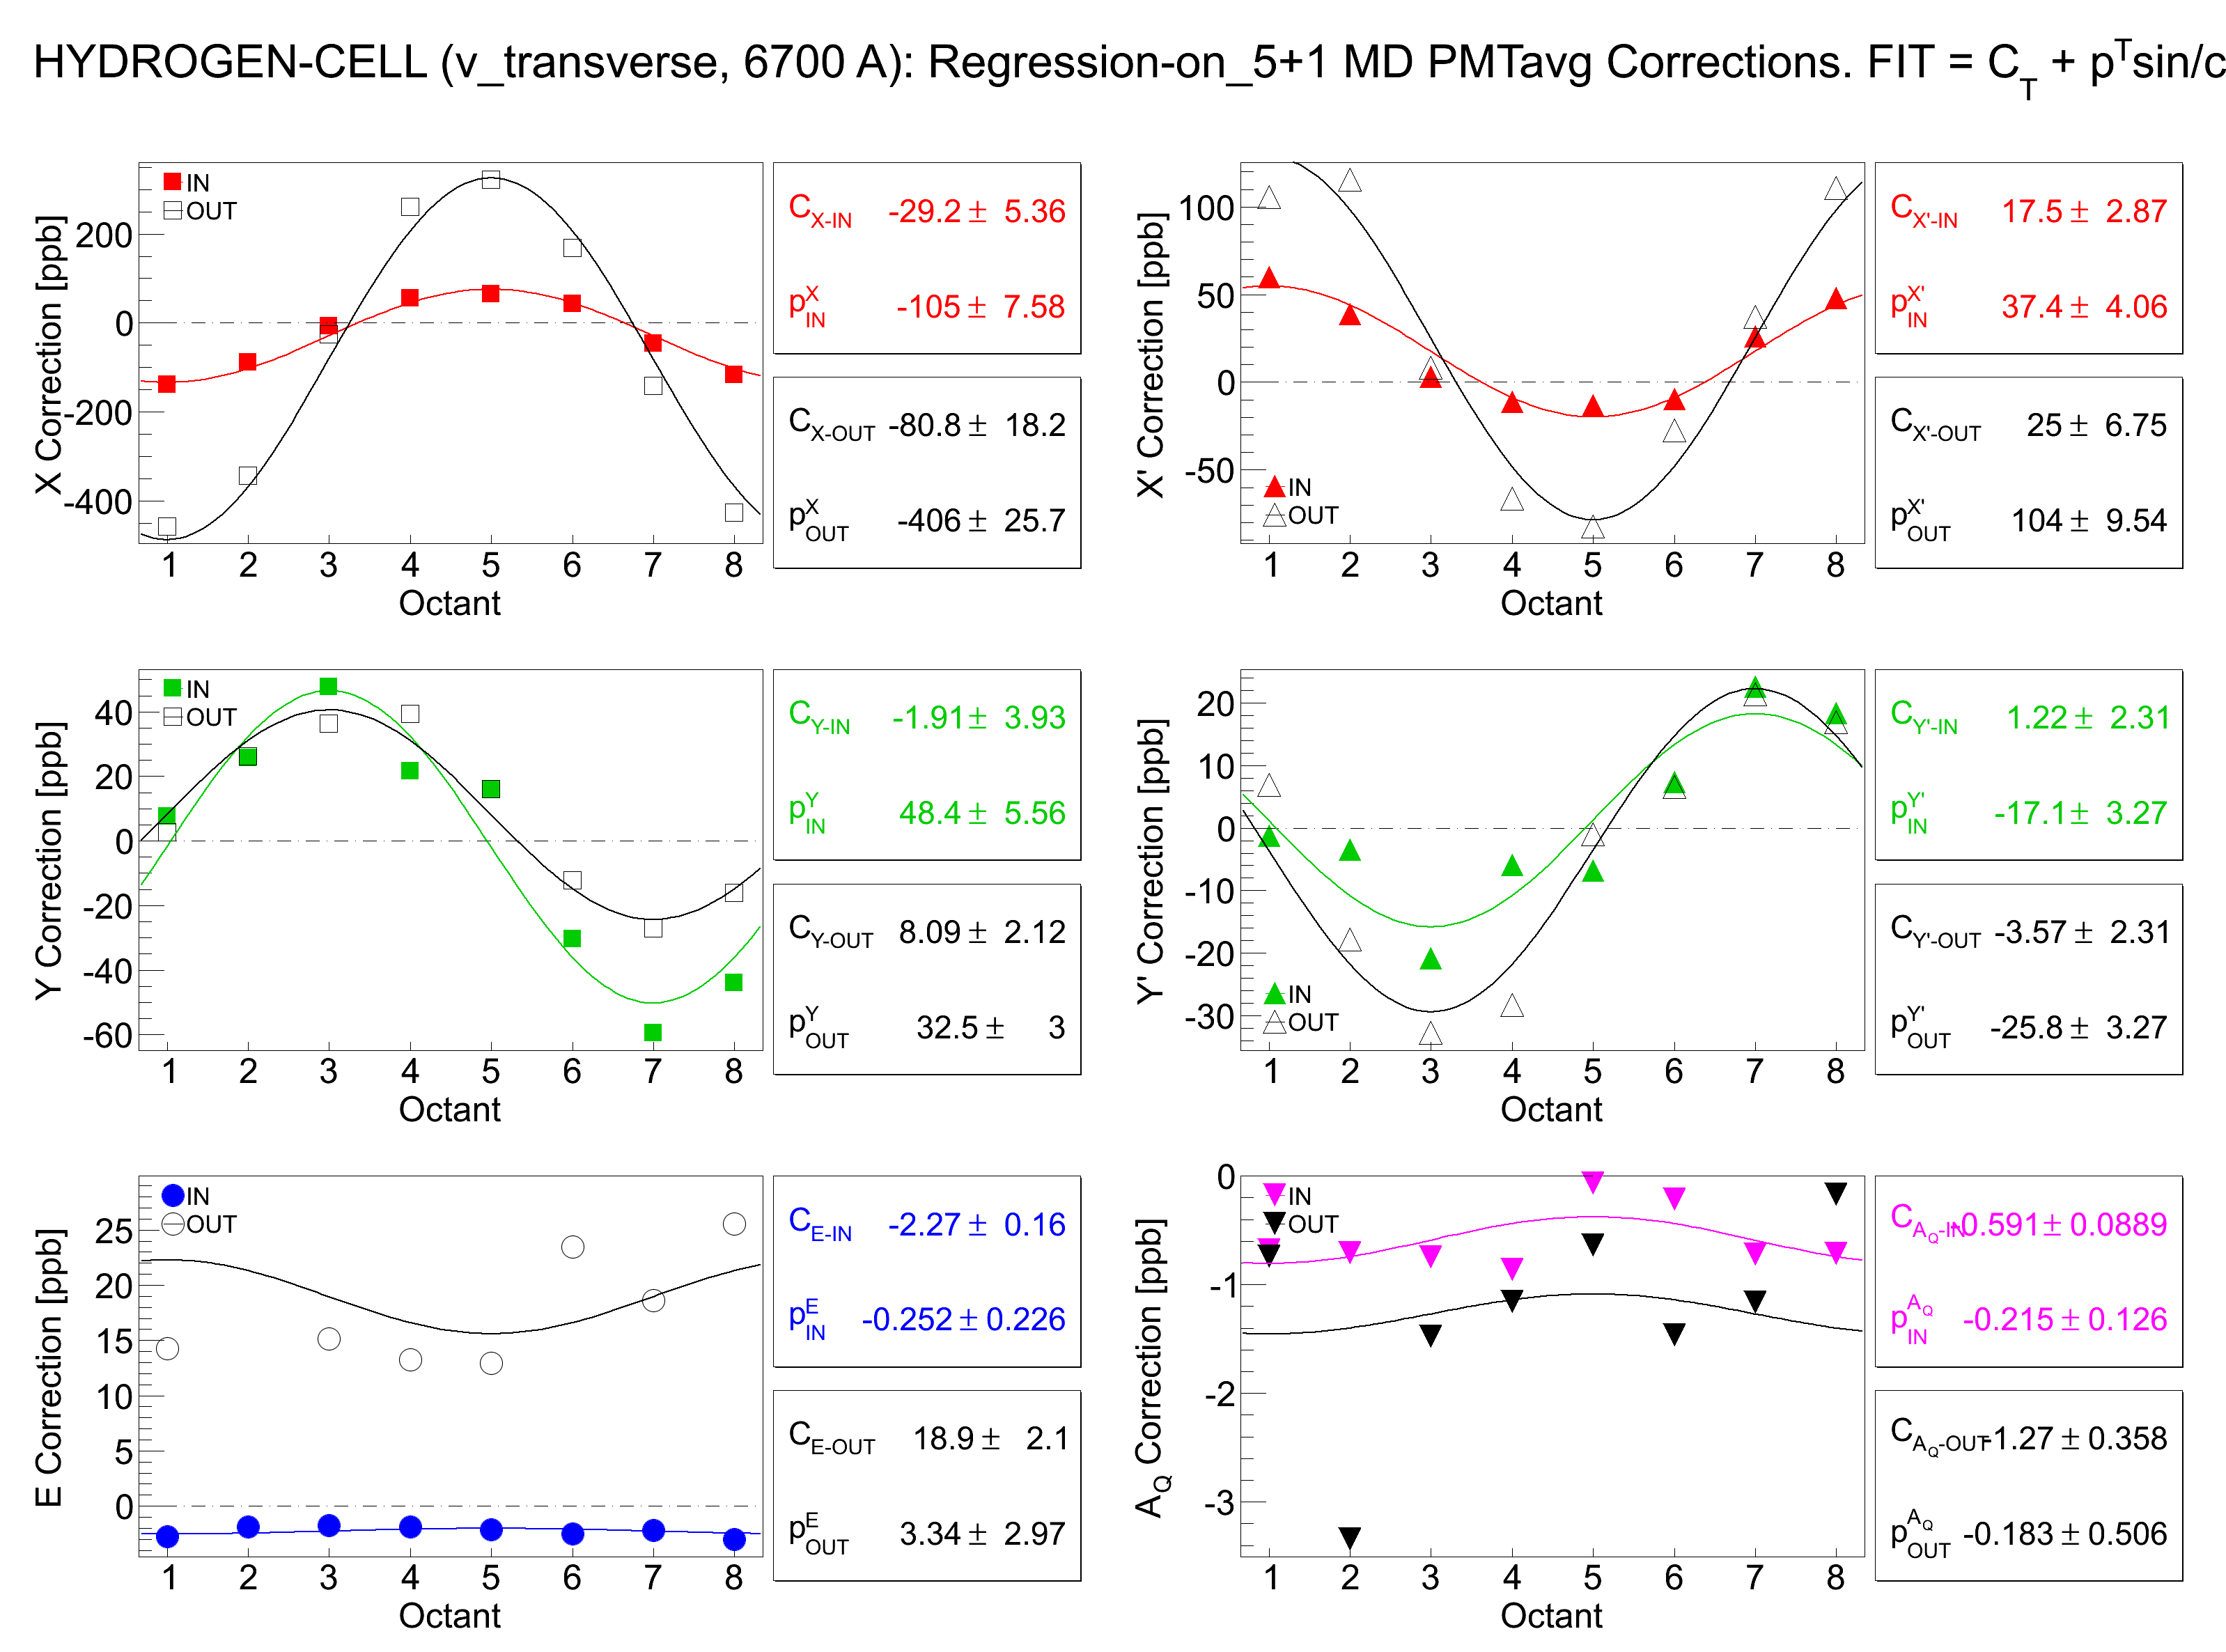 HYDROGEN-CELL (v_transverse, 6700 A): Regression-on_5+1 MD PMTavg Corrections. FIT = C_T + p^T sin/c
X Correction [ppb]
IN
OUT
200
0
-200
-400
1 2 3 4 5 6 7 8
Octant
C_X-IN -29.2 ± 5.36
p^X_IN -105 ± 7.58
C_X-OUT -80.8 ± 18.2
p^X_OUT -406 ± 25.7
X' Correction [ppb]
100
50
0
-50
IN
OUT
1 2 3 4 5 6 7 8
Octant
C_X'-IN 17.5 ± 2.87
p^X'_IN 37.4 ± 4.06
C_X'-OUT 25 ± 6.75
p^X'_OUT 104 ± 9.54
Y Correction [ppb]
IN
OUT
40
20
0
-20
-40
-60
1 2 3 4 5 6 7 8
Octant
C_Y-IN -1.91 ± 3.93
p^Y_IN 48.4 ± 5.56
C_Y-OUT 8.09 ± 2.12
p^Y_OUT 32.5 ± 3
Y' Correction [ppb]
20
10
0
-10
-20
-30
IN
OUT
1 2 3 4 5 6 7 8
Octant
C_Y'-IN 1.22 ± 2.31
p^Y'_IN -17.1 ± 3.27
C_Y'-OUT -3.57 ± 2.31
p^Y'_OUT -25.8 ± 3.27
E Correction [ppb]
IN
OUT
25
20
15
10
5
0
1 2 3 4 5 6 7 8
Octant
C_E-IN -2.27 ± 0.16
p^E_IN -0.252 ± 0.226
C_E-OUT 18.9 ± 2.1
p^E_OUT 3.34 ± 2.97
A_Q Correction [ppb]
0
IN
OUT
-1
-2
-3
1 2 3 4 5 6 7 8
Octant
C_A_Q-IN -0.591 ± 0.0889
p^A_Q_IN -0.215 ± 0.126
C_A_Q-OUT -1.27 ± 0.358
p^A_Q_OUT -0.183 ± 0.506